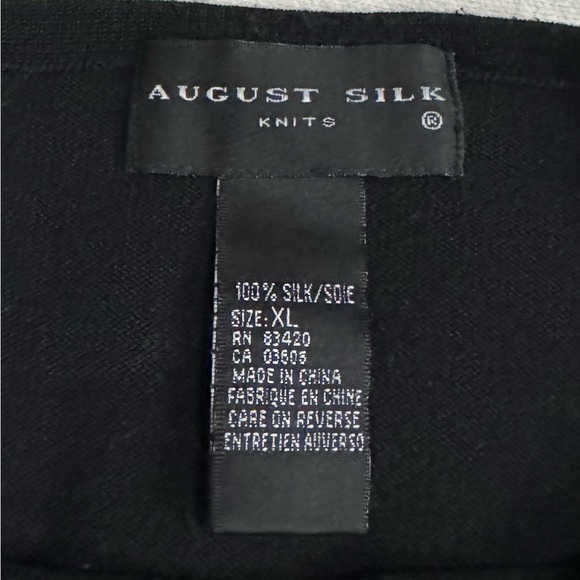 AUGUST SILK
KNITS ®
100% SILK/SOIE
SIZE: XL
RN 83420
CA 03606
MADE IN CHINA
FABRIQUE EN CHINE
CARE ON REVERSE
ENTRETIEN AUVERSO